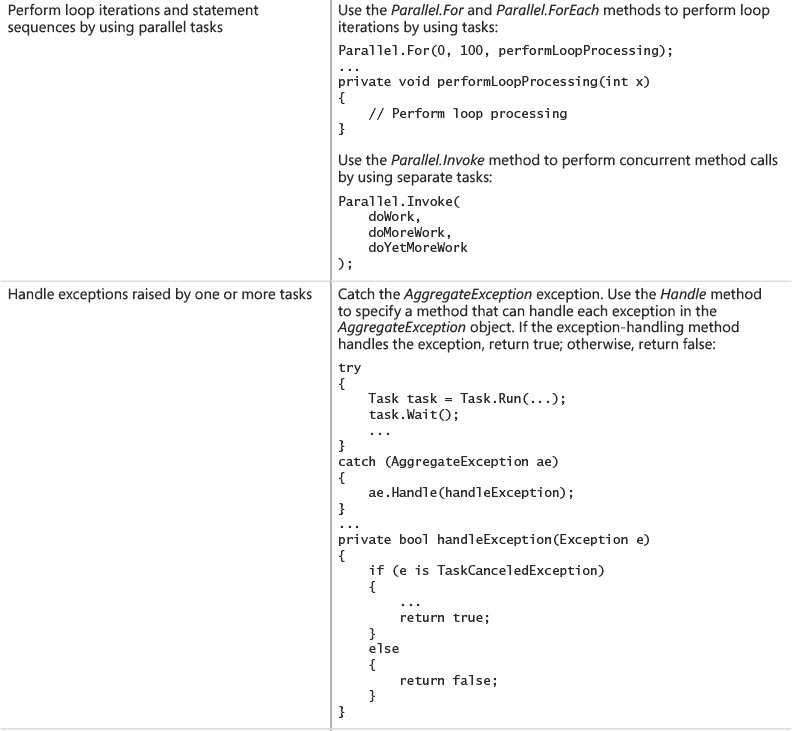 Perform loop iterations and statement
sequences by using parallel tasks
Use the Parallel.For and Parallel.ForEach methods to perform loop
iterations by using tasks:
Parallel.For(0, 100, performLoopProcessing);
...
private void performLoopProcessing(int x)
{
    // Perform loop processing
}
Use the Parallel.Invoke method to perform concurrent method calls
by using separate tasks:
Parallel.Invoke(
    doWork,
    doMoreWork,
    doYetMoreWork
);
Handle exceptions raised by one or more tasks
Catch the AggregateException exception. Use the Handle method
to specify a method that can handle each exception in the
AggregateException object. If the exception-handling method
handles the exception, return true; otherwise, return false:
try
{
    Task task = Task.Run(...);
    task.Wait();
    ...
}
catch (AggregateException ae)
{
    ae.Handle(handleException);
}
...
private bool handleException(Exception e)
{
    if (e is TaskCanceledException)
    {
        ...
        return true;
    }
    else
    {
        return false;
    }
}